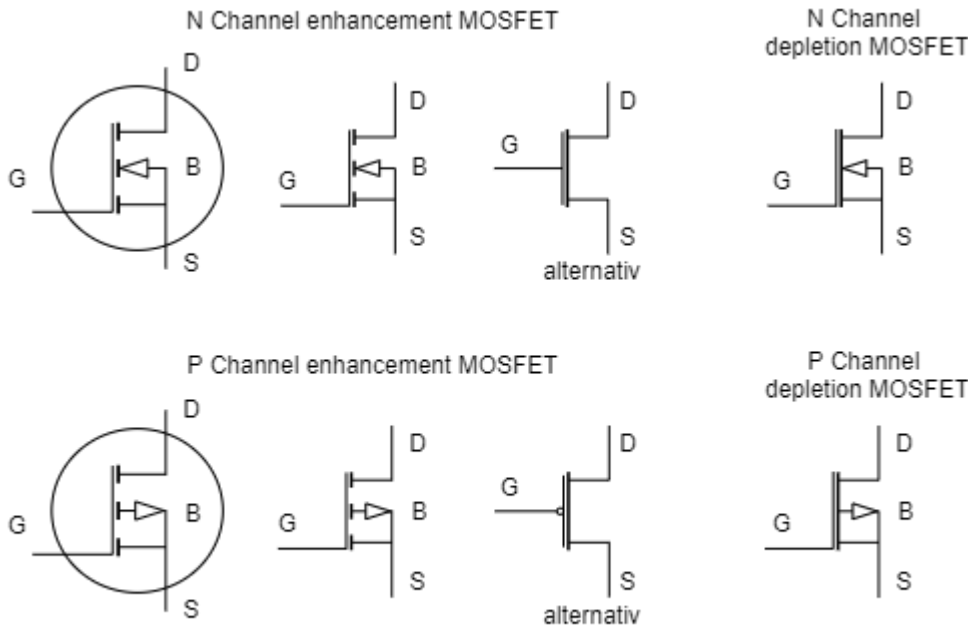 N Channel enhancement MOSFET
N Channel
depletion MOSFET
D
G
B
S
D
G
B
S
D
G
S
alternativ
D
G
B
S
P Channel enhancement MOSFET
P Channel
depletion MOSFET
D
G
B
S
D
G
B
S
D
G
S
alternativ
D
G
B
S